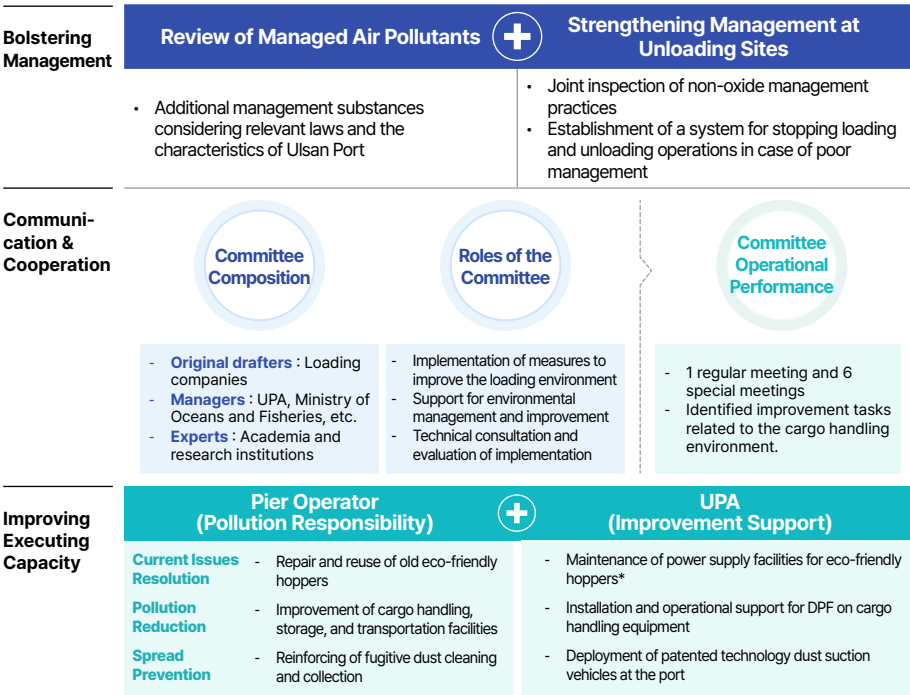 Bolstering
Management
Review of Managed Air Pollutants
Strengthening Management at
Unloading Sites
• Additional management substances
considering relevant laws and the
characteristics of Ulsan Port
• Joint inspection of non-oxide management
practices
• Establishment of a system for stopping loading
and unloading operations in case of poor
management
Communi-
cation &
Cooperation
Committee
Composition
Roles of the
Committee
Committee
Operational
Performance
- Original drafters : Loading
companies
- Managers : UPA, Ministry of
Oceans and Fisheries, etc.
- Experts : Academia and
research institutions
- Implementation of measures to
improve the loading environment
- Support for environmental
management and improvement
- Technical consultation and
evaluation of implementation
- 1 regular meeting and 6
special meetings
- Identified improvement tasks
related to the cargo handling
environment.
Improving
Executing
Capacity
Pier Operator
(Pollution Responsibility)
UPA
(Improvement Support)
Current Issues
Resolution
- Repair and reuse of old eco-friendly
hoppers
Pollution
Reduction
- Improvement of cargo handling,
storage, and transportation facilities
Spread
Prevention
- Reinforcing of fugitive dust cleaning
and collection
- Maintenance of power supply facilities for eco-friendly
hoppers*
- Installation and operational support for DPF on cargo
handling equipment
- Deployment of patented technology dust suction
vehicles at the port